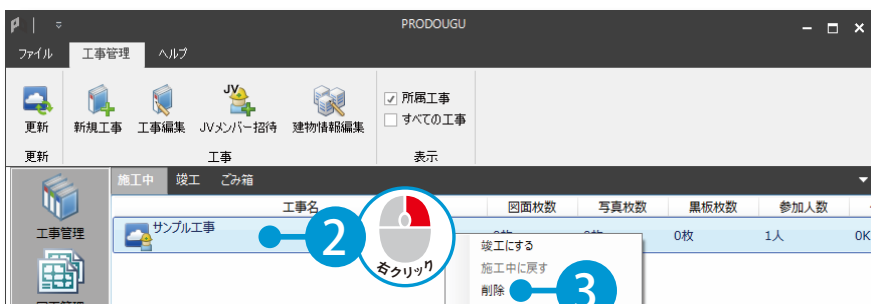 PRODOUGU
ファイル 工事管理 ヘルプ
更新 新規工事 工事編集 JVメンバー招待 建物情報編集
JV
所属工事
すべての工事
更新 工事 表示
施工中 竣工 ごみ箱
工事管理
工事名 図面枚数 写真枚数 黒板枚数 参加人数
サンプル工事 0枚 1人 0K
2
右クリック
竣工にする
施工中に戻す
削除
3